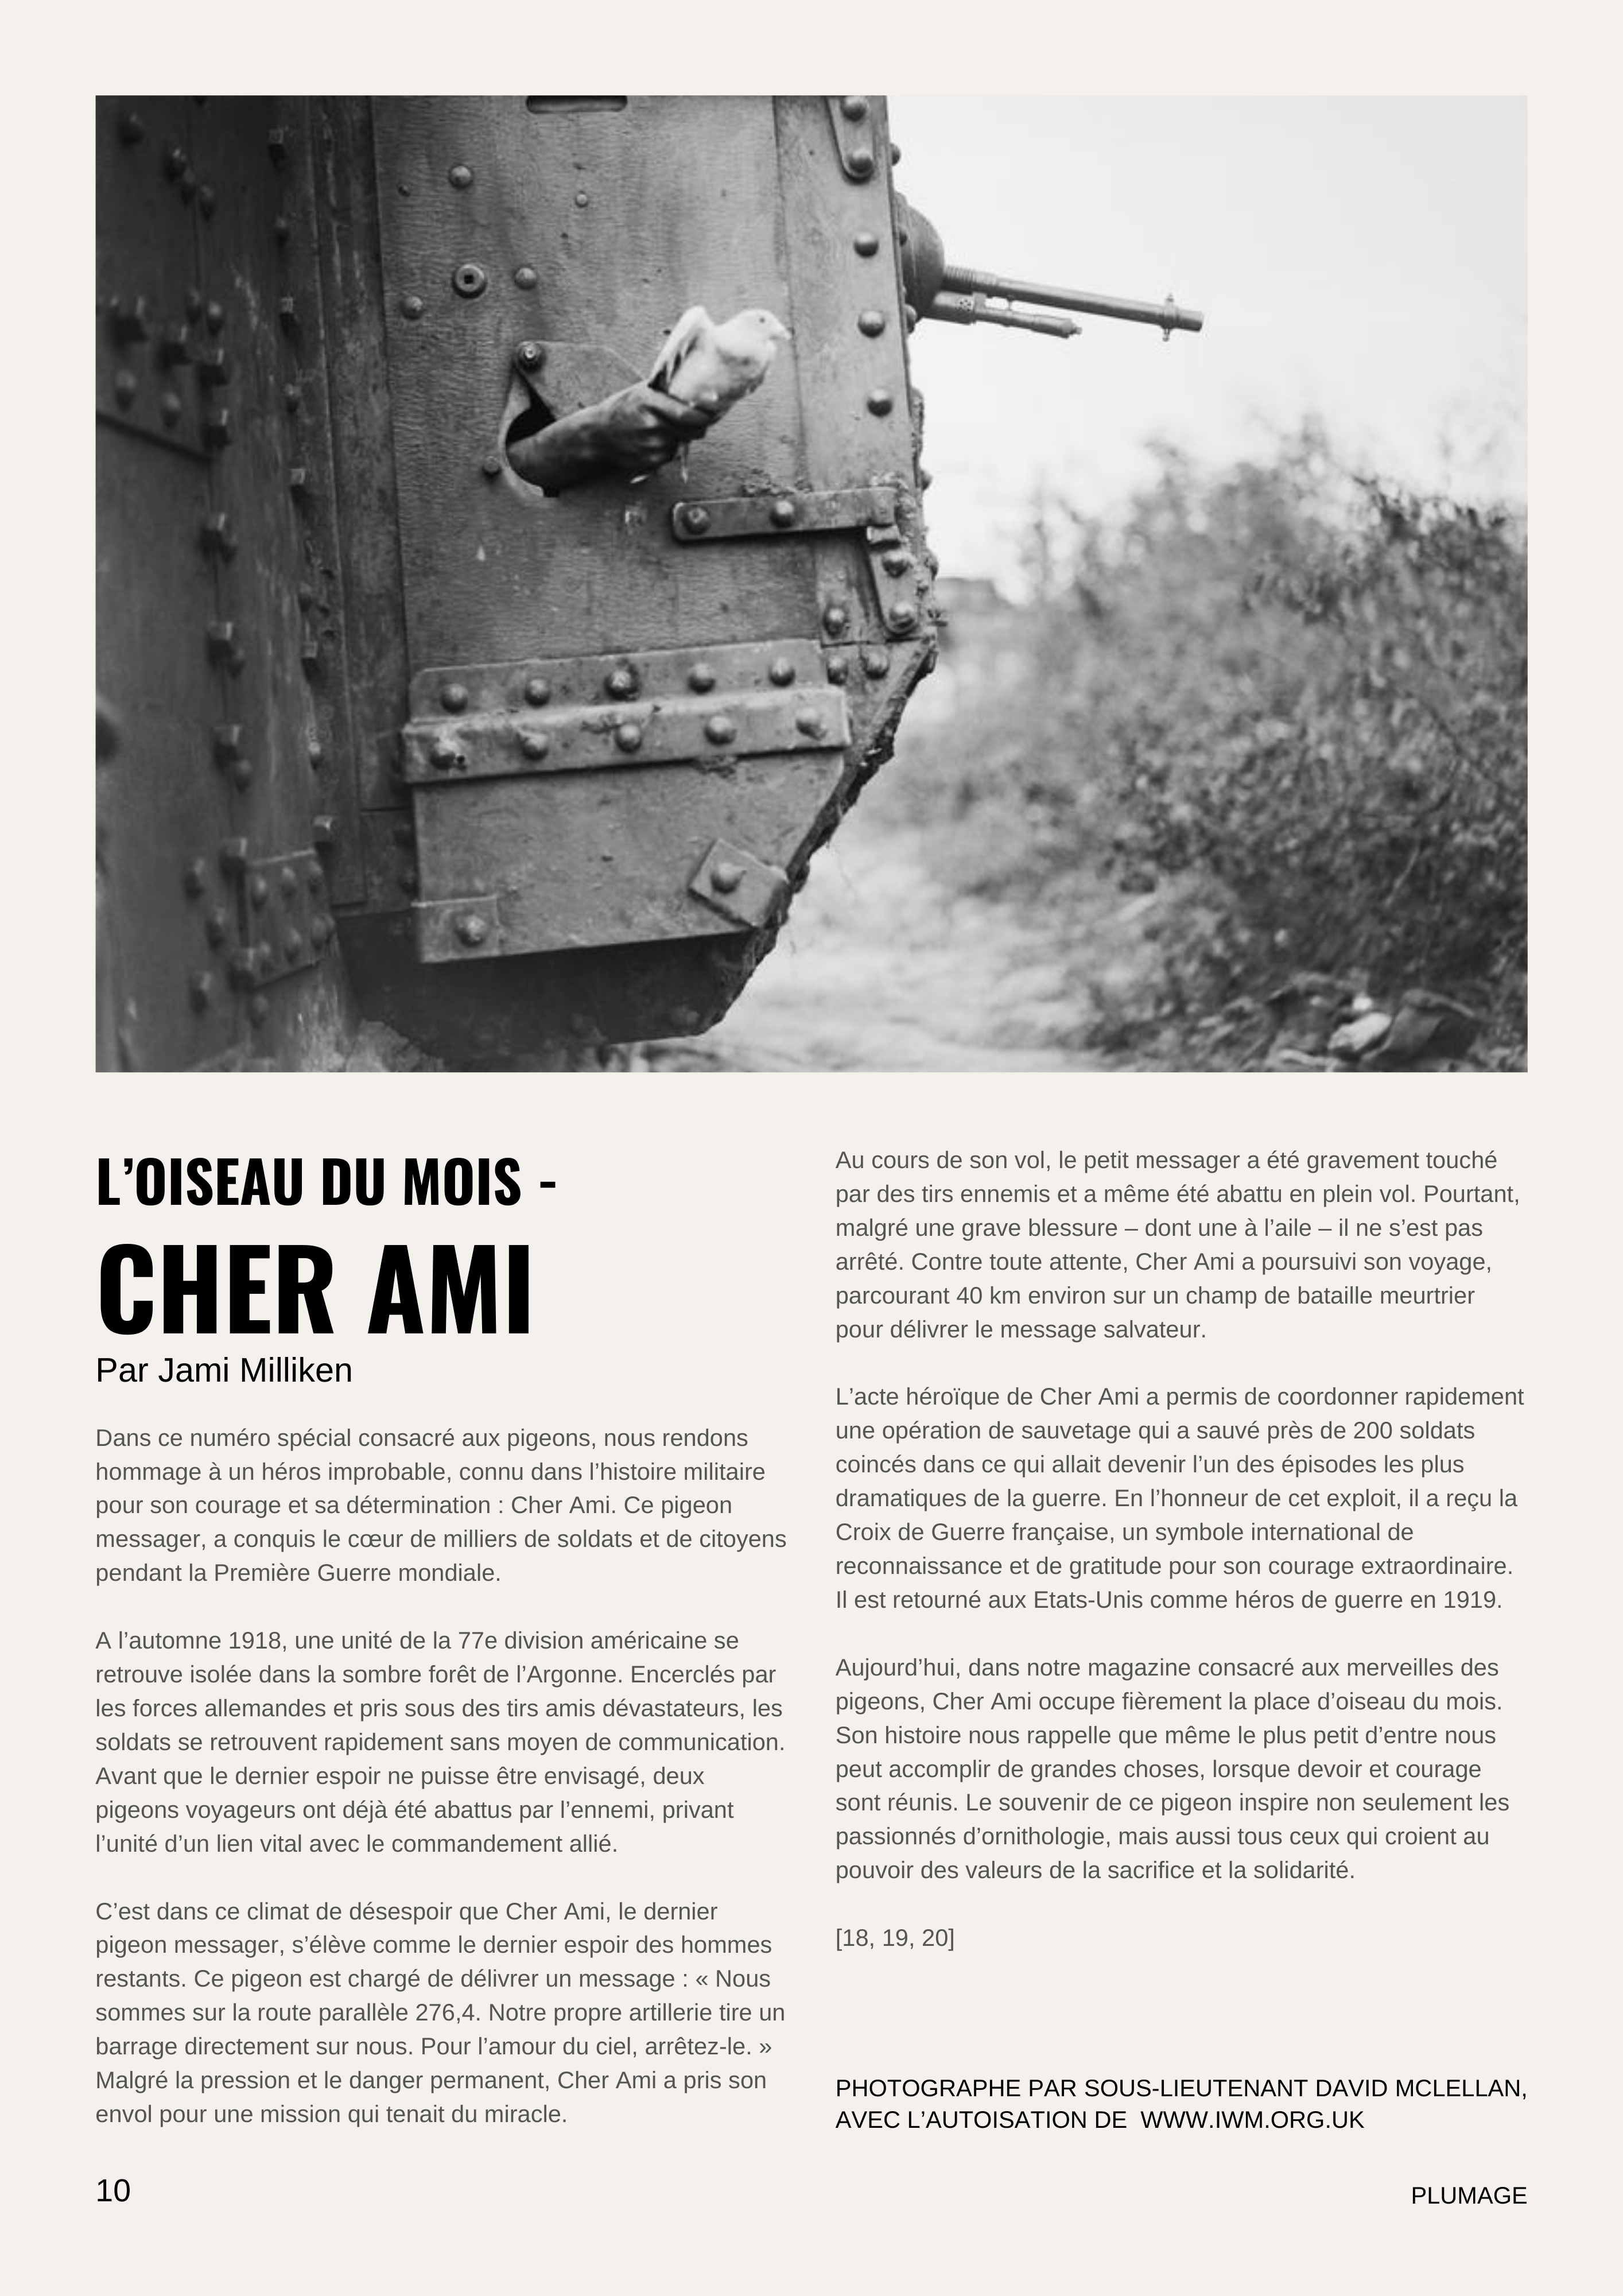 L’OISEAU DU MOIS -
CHER AMI
Par Jami Milliken
Dans ce numéro spécial consacré aux pigeons, nous rendons
hommage à un héros improbable, connu dans l’histoire militaire
pour son courage et sa détermination : Cher Ami. Ce pigeon
messager, a conquis le cœur de milliers de soldats et de citoyens
pendant la Première Guerre mondiale.
A l’automne 1918, une unité de la 77e division américaine se
retrouve isolée dans la sombre forêt de l’Argonne. Encerclés par
les forces allemandes et pris sous des tirs amis dévastateurs, les
soldats se retrouvent rapidement sans moyen de communication.
Avant que le dernier espoir ne puisse être envisagé, deux
pigeons voyageurs ont déjà été abattus par l’ennemi, privant
l’unité d’un lien vital avec le commandement allié.
C’est dans ce climat de désespoir que Cher Ami, le dernier
pigeon messager, s’élève comme le dernier espoir des hommes
restants. Ce pigeon est chargé de délivrer un message : « Nous
sommes sur la route parallèle 276,4. Notre propre artillerie tire un
barrage directement sur nous. Pour l’amour du ciel, arrêtez-le. »
Malgré la pression et le danger permanent, Cher Ami a pris son
envol pour une mission qui tenait du miracle.
Au cours de son vol, le petit messager a été gravement touché
par des tirs ennemis et a même été abattu en plein vol. Pourtant,
malgré une grave blessure – dont une à l’aile – il ne s’est pas
arrêté. Contre toute attente, Cher Ami a poursuivi son voyage,
parcourant 40 km environ sur un champ de bataille meurtrier
pour délivrer le message salvateur.
L’acte héroïque de Cher Ami a permis de coordonner rapidement
une opération de sauvetage qui a sauvé près de 200 soldats
coincés dans ce qui allait devenir l’un des épisodes les plus
dramatiques de la guerre. En l’honneur de cet exploit, il a reçu la
Croix de Guerre française, un symbole international de
reconnaissance et de gratitude pour son courage extraordinaire.
Il est retourné aux Etats-Unis comme héros de guerre en 1919.
Aujourd’hui, dans notre magazine consacré aux merveilles des
pigeons, Cher Ami occupe fièrement la place d’oiseau du mois.
Son histoire nous rappelle que même le plus petit d’entre nous
peut accomplir de grandes choses, lorsque devoir et courage
sont réunis. Le souvenir de ce pigeon inspire non seulement les
passionnés d’ornithologie, mais aussi tous ceux qui croient au
pouvoir des valeurs de la sacrifice et la solidarité.
[18, 19, 20]
PHOTOGRAPHE PAR SOUS-LIEUTENANT DAVID MCLELLAN,
AVEC L’AUTOISATION DE  WWW.IWM.ORG.UK
10
PLUMAGE